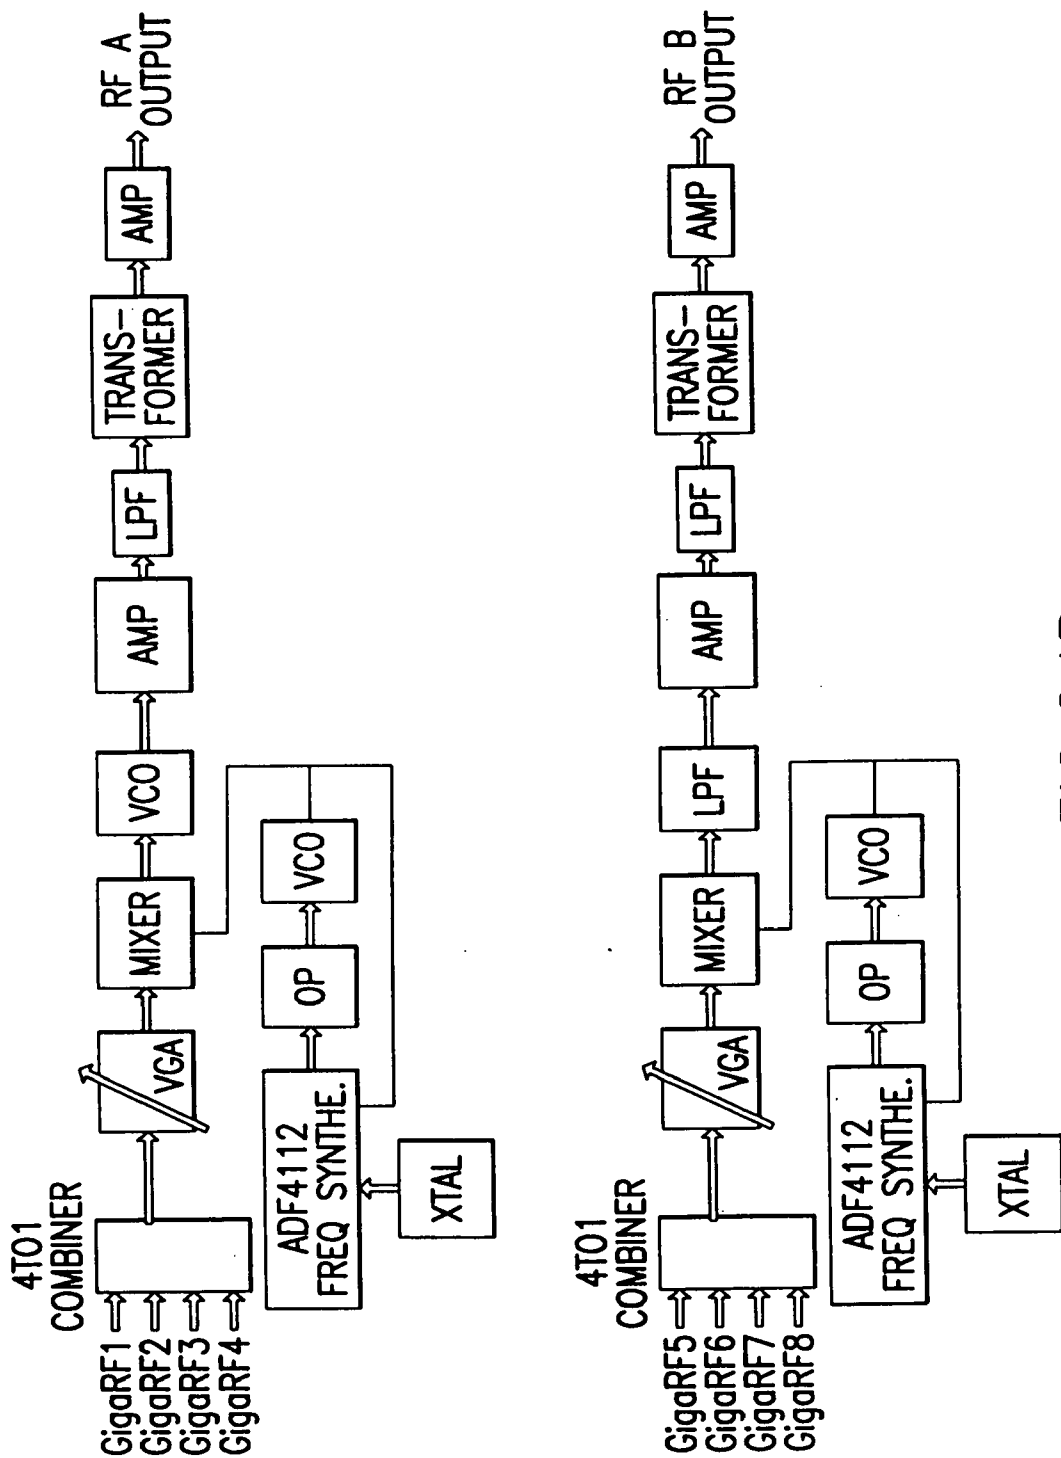 4TO1
COMBINER
GigaRF1
GigaRF2
GigaRF3
GigaRF4
VGA
MIXER
VCO
AMP
LPF
TRANS-
FORMER
AMP
RF A
OUTPUT
ADF4112
FREQ SYNTHE.
OP
VCO
XTAL
4TO1
COMBINER
GigaRF5
GigaRF6
GigaRF7
GigaRF8
VGA
MIXER
LPF
AMP
LPF
TRANS-
FORMER
AMP
RF B
OUTPUT
ADF4112
FREQ SYNTHE.
OP
VCO
XTAL